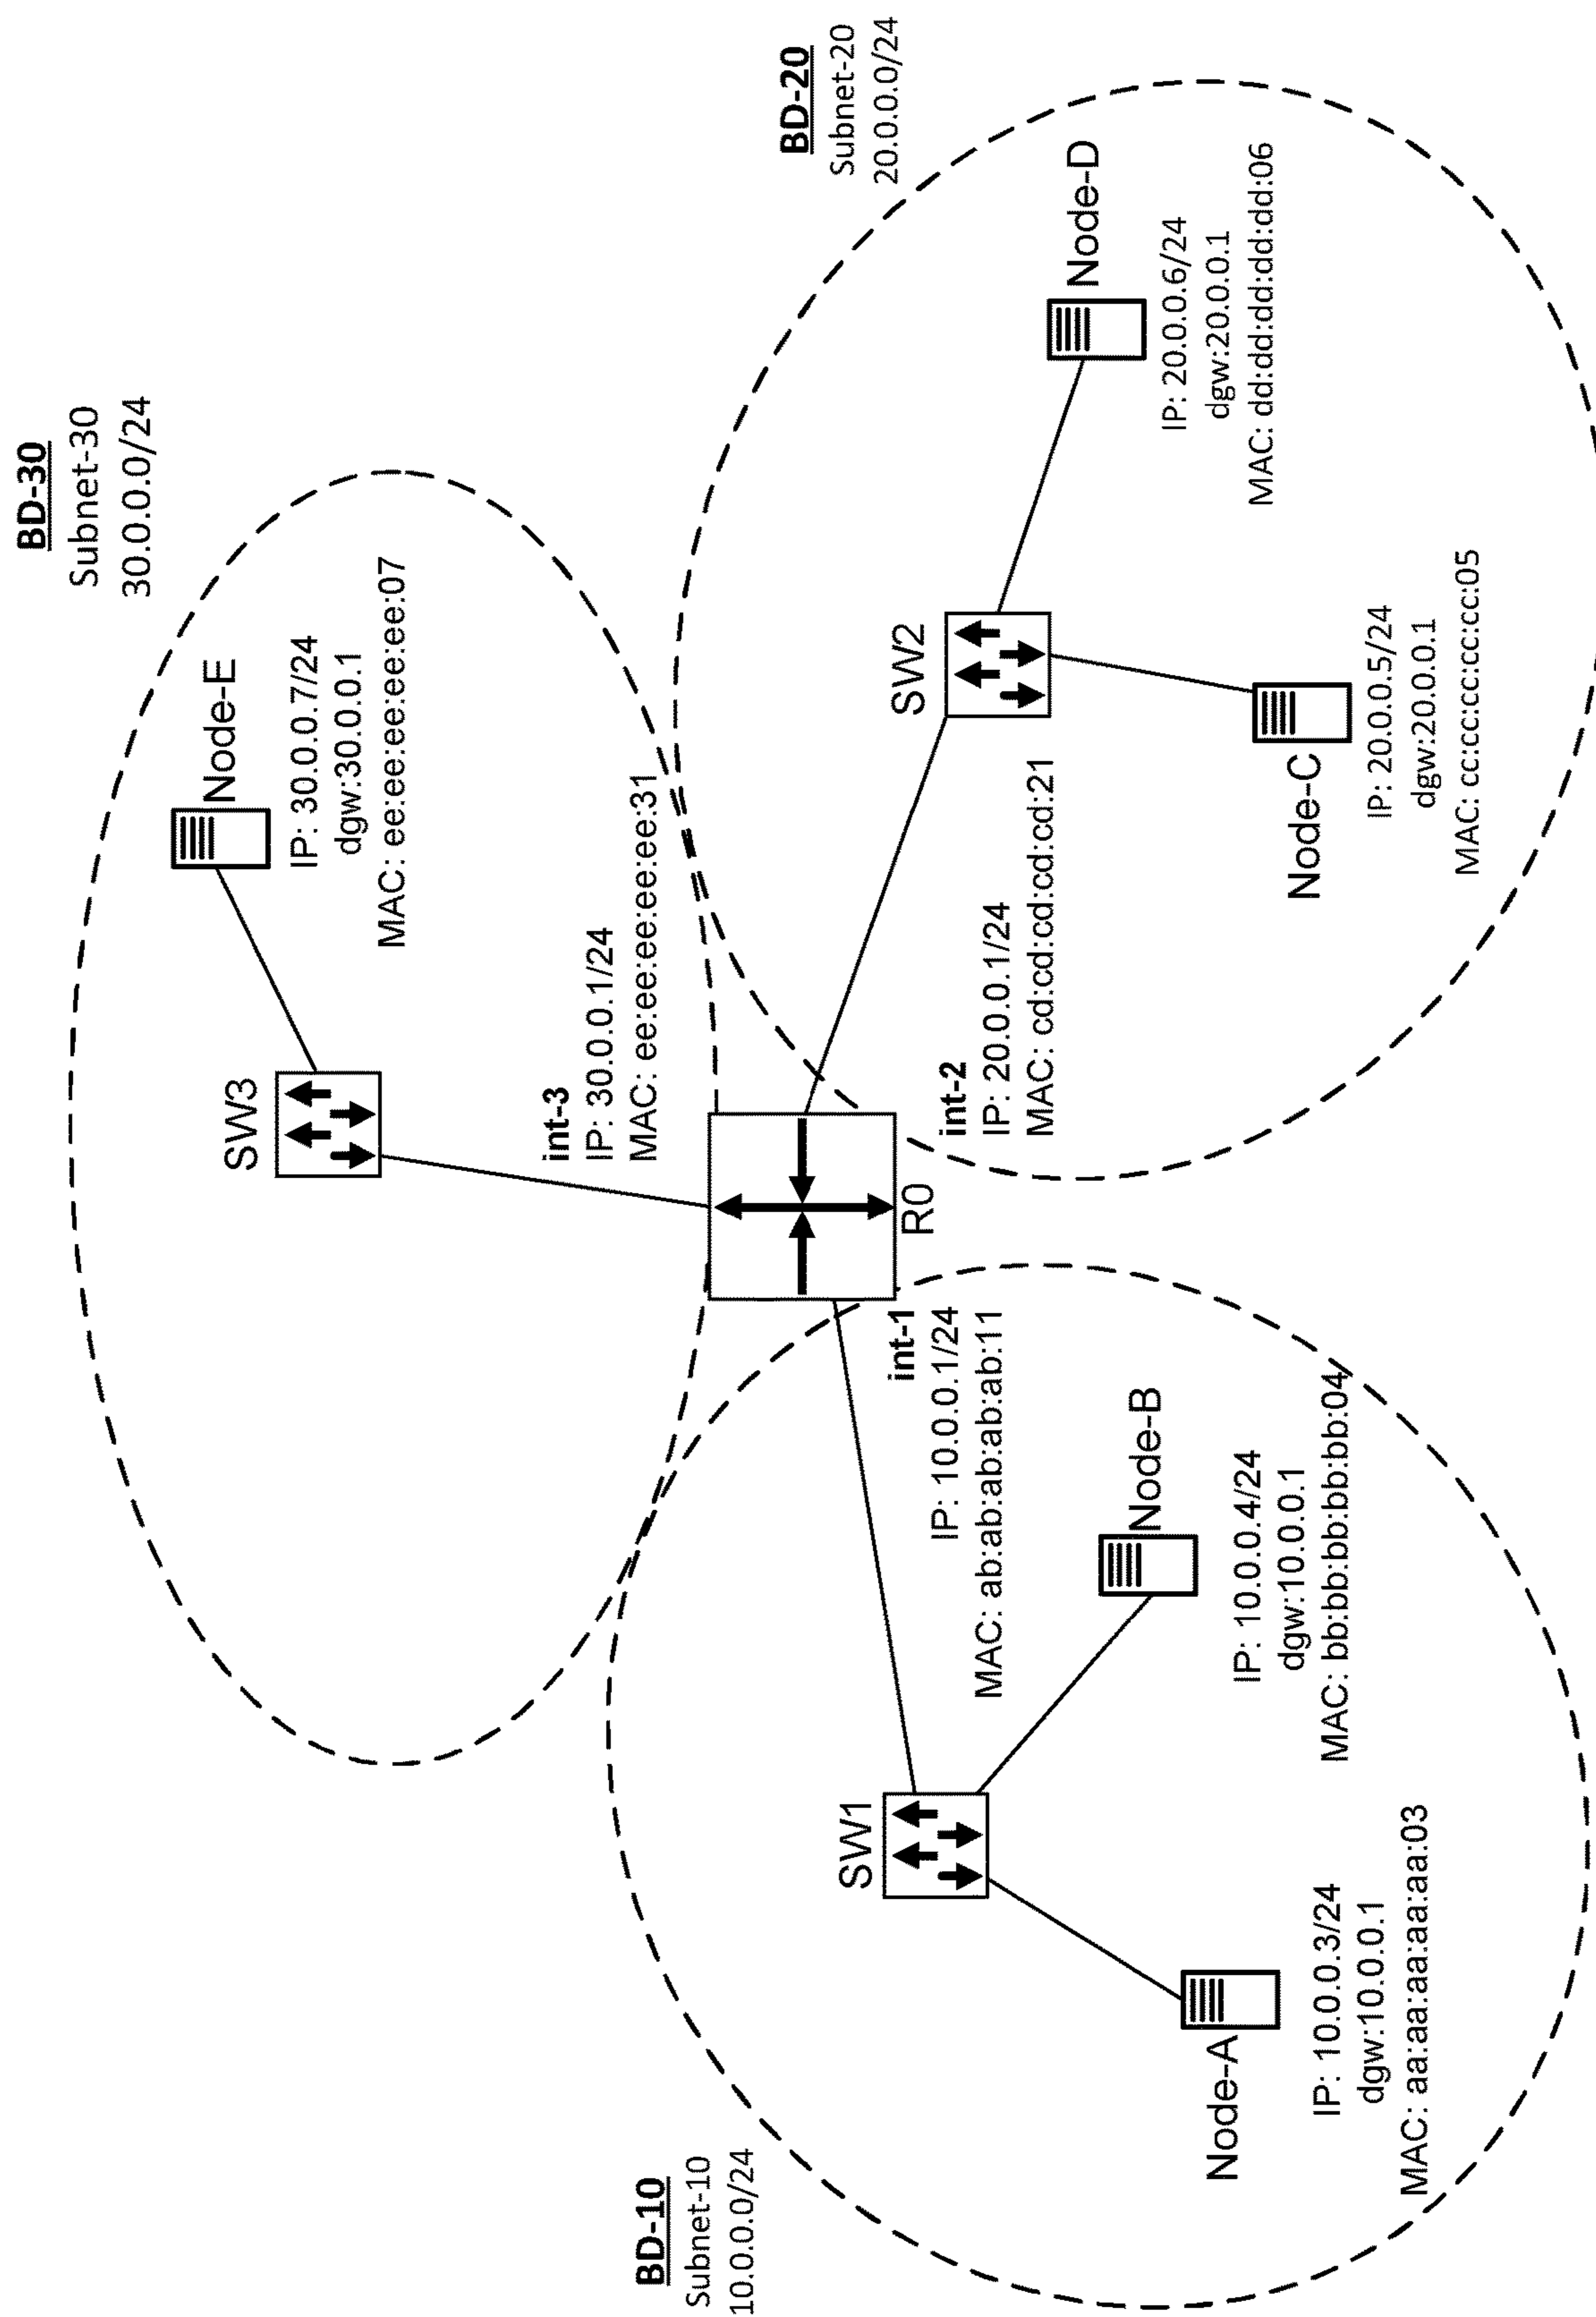 BD-30
Subnet-30
30.0.0.0/24
Node-E
IP: 30.0.0.7/24
dgw:30.0.0.1
MAC: ee:ee:ee:ee:ee:07
SW3
int-3
IP: 30.0.0.1/24
MAC: ee:ee:ee:ee:ee:31
BD-10
Subnet-10
10.0.0.0/24
SW1
int-1
IP: 10.0.0.1/24
MAC: ab:ab:ab:ab:ab:11
Node-B
IP: 10.0.0.4/24
dgw:10.0.0.1
MAC: bb:bb:bb:bb:bb:04
Node-A
IP: 10.0.0.3/24
dgw:10.0.0.1
MAC: aa:aa:aa:aa:aa:03
R0
BD-20
Subnet-20
20.0.0.0/24
SW2
int-2
IP: 20.0.0.1/24
MAC: cd:cd:cd:cd:cd:21
Node-D
IP: 20.0.0.6/24
dgw:20.0.0.1
MAC: dd:dd:dd:dd:dd:06
Node-C
IP: 20.0.0.5/24
dgw:20.0.0.1
MAC: cc:cc:cc:cc:cc:05